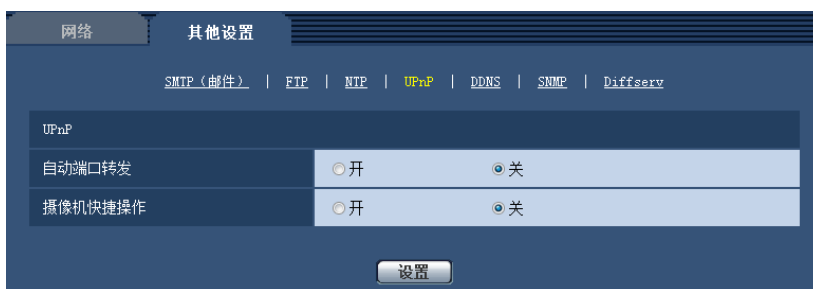 网络 其他设置
SMTP（邮件） | FTP | NTP | UPnP | DDNS | SNMP | Diffserv
UPnP
自动端口转发 开 关
摄像机快捷操作 开 关
设置